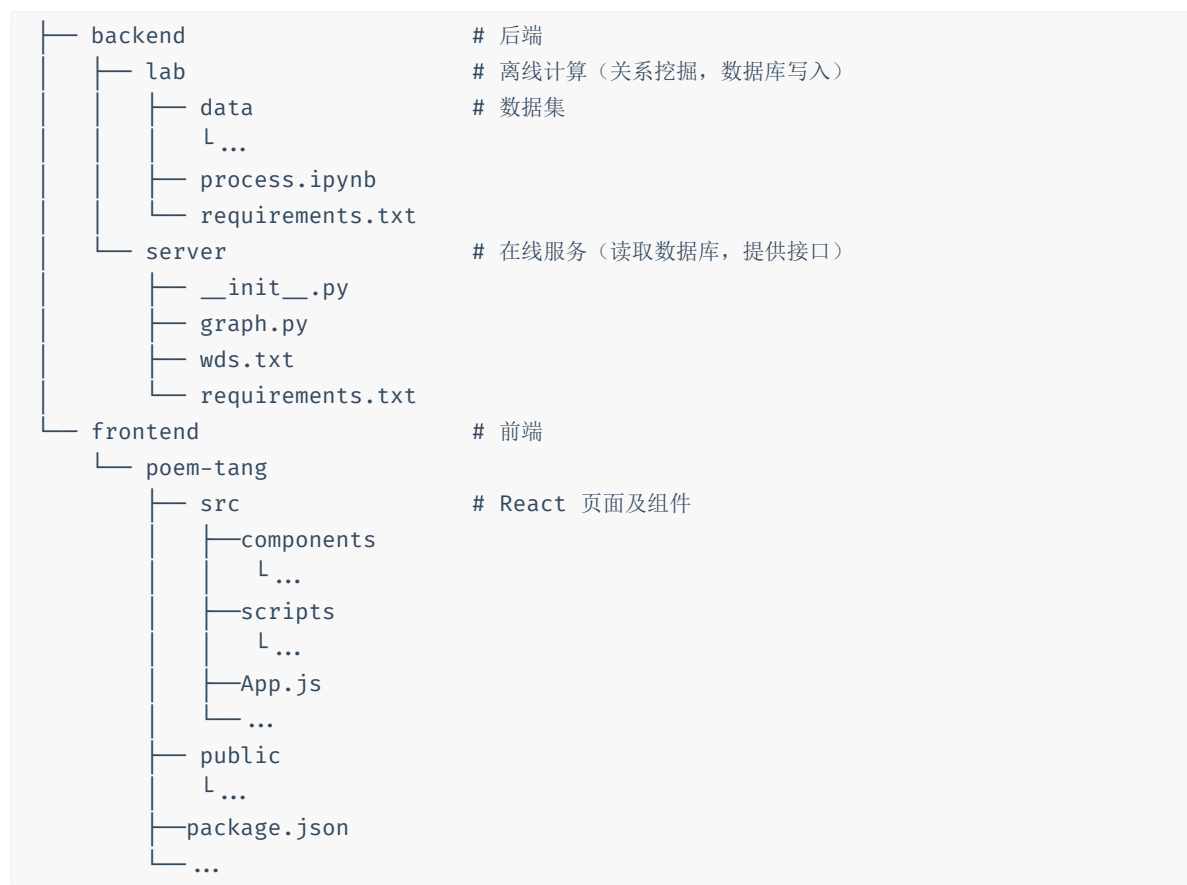 ├── backend                     # 后端
│   ├── lab                     # 离线计算（关系挖掘，数据库写入）
│   │   ├── data                # 数据集
│   │   │   └ ...
│   │   ├── process.ipynb
│   │   └── requirements.txt
│   └── server                  # 在线服务（读取数据库，提供接口）
│       ├── __init__.py
│       ├── graph.py
│       ├── wds.txt
│       └── requirements.txt
└── frontend                    # 前端
    └── poem-tang
        ├── src                 # React 页面及组件
        │   ├──components
        │   │   └ ...
        │   ├──scripts
        │   │   └ ...
        │   ├──App.js
        │   └──...
        ├── public
        │   └ ...
        ├──package.json
        └──...